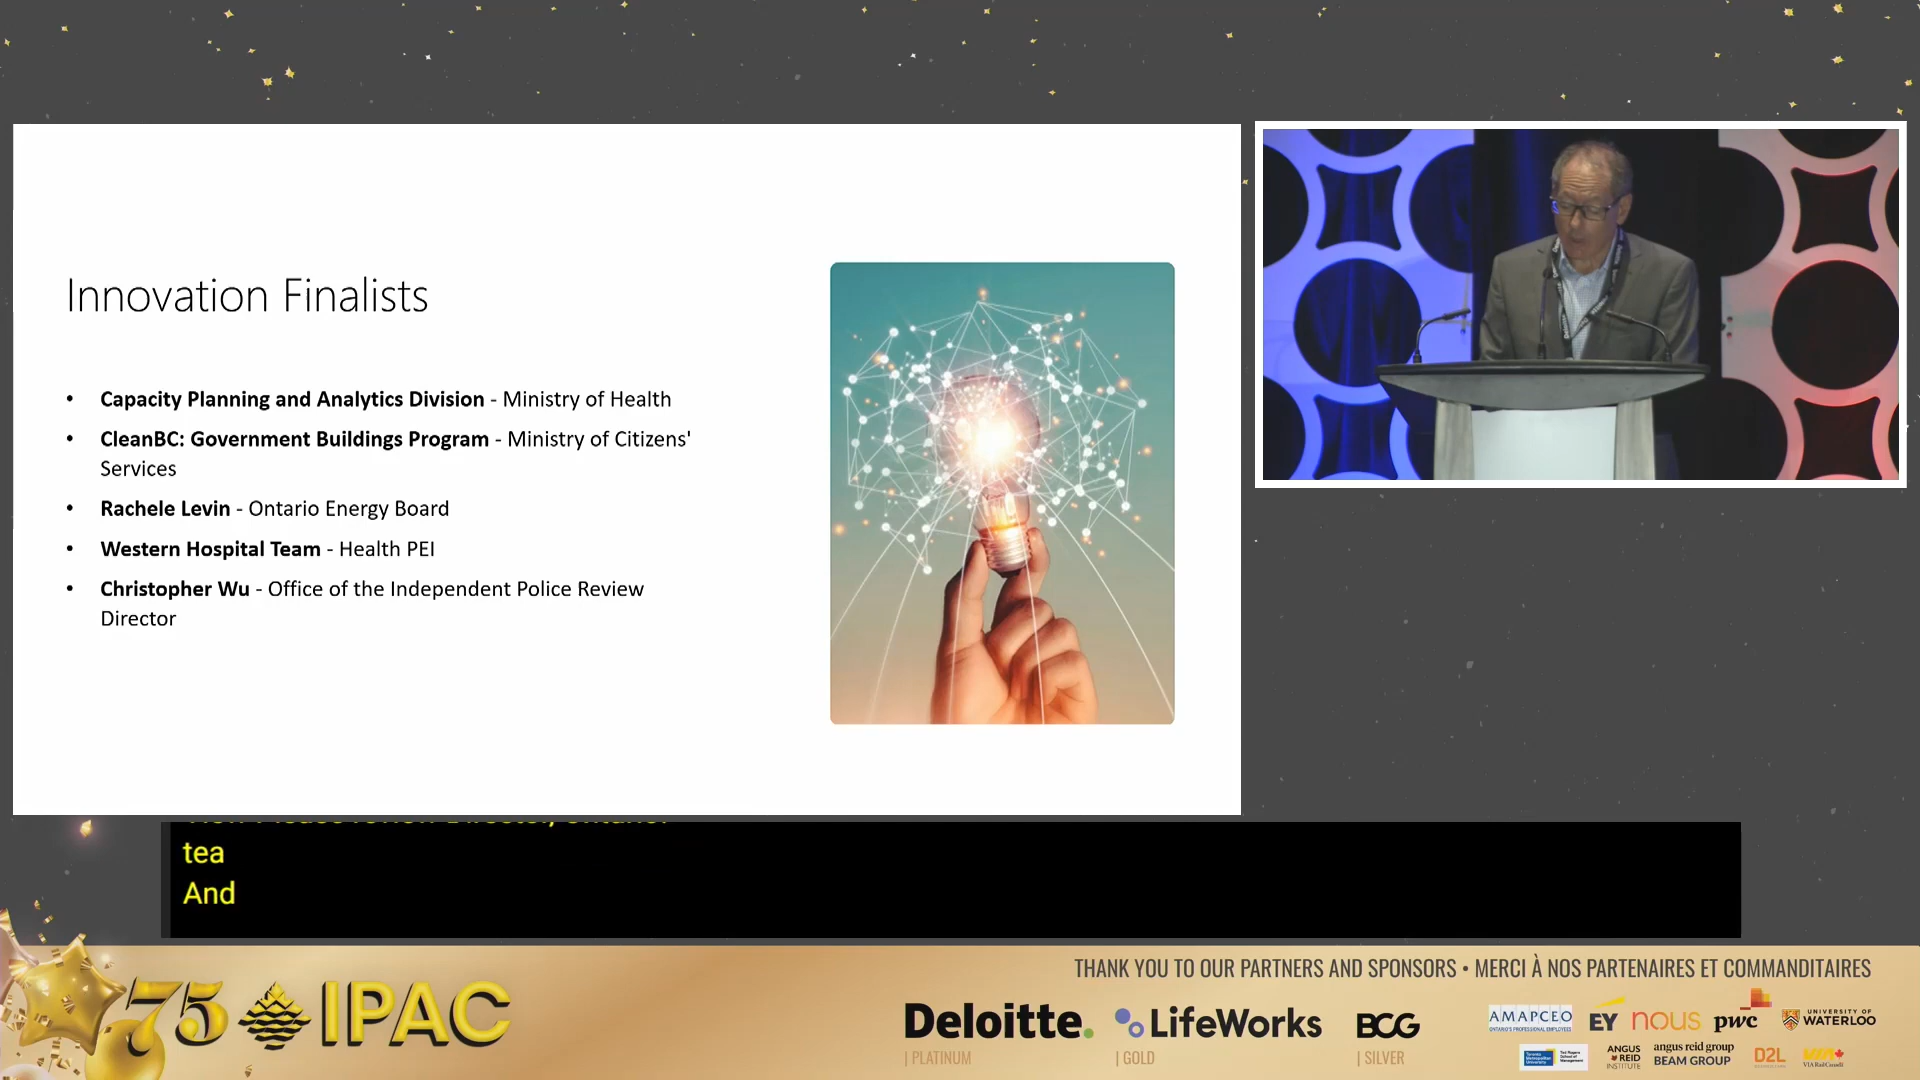 Innovation Finalists
• Capacity Planning and Analytics Division - Ministry of Health
• CleanBC: Government Buildings Program - Ministry of Citizens'
Services
• Rachele Levin - Ontario Energy Board
• Western Hospital Team - Health PEI
• Christopher Wu - Office of the Independent Police Review
Director
tea
And
75 IPAC
THANK YOU TO OUR PARTNERS AND SPONSORS • MERCI À NOS PARTENAIRES ET COMMANDITAIRES
Deloitte.
| PLATINUM
LifeWorks
| GOLD
BCG
| SILVER
AMAPCEO
ONTARIO'S PROFESSIONAL EMPLOYEES
EY
nous
pwc
UNIVERSITY OF
WATERLOO
ANGUS
REID
INSTITUTE
angus reid group
BEAM GROUP
D2L
VIA Rail Canada